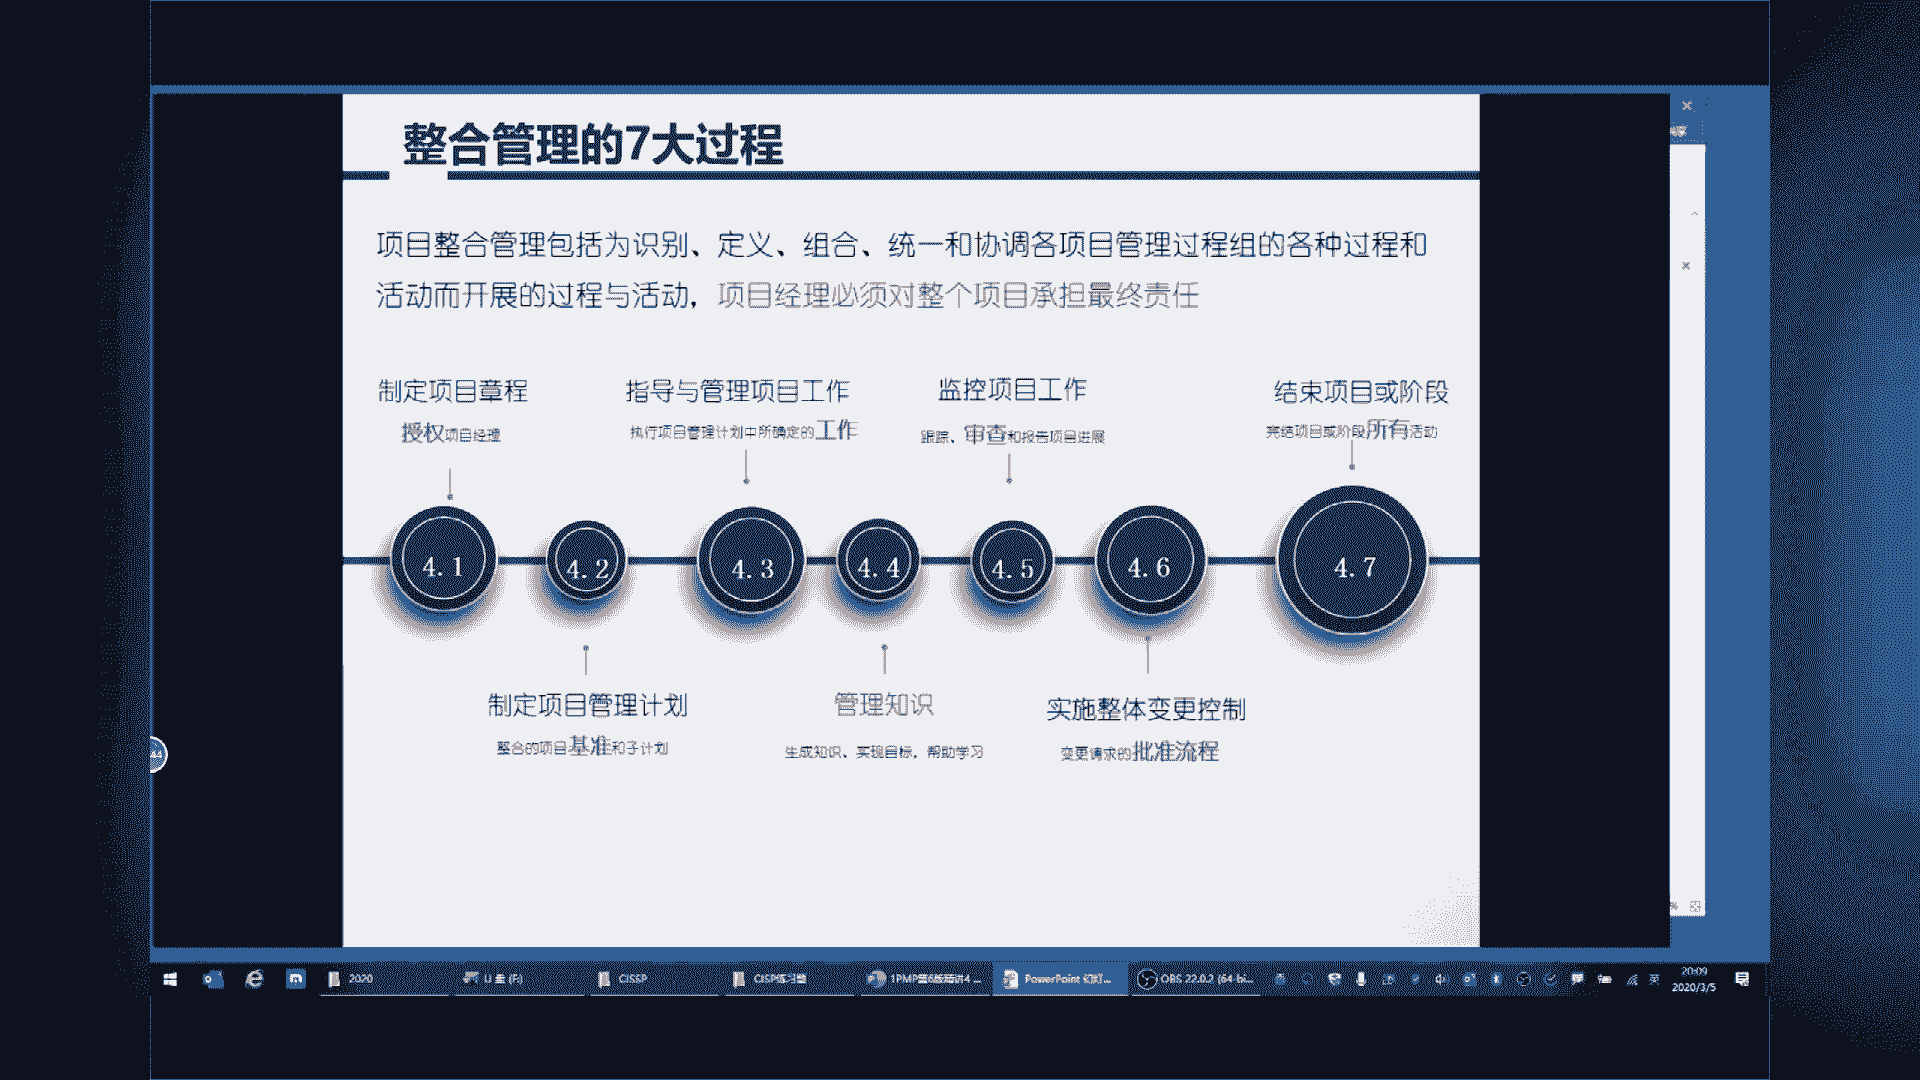 整合管理的7大过程
项目整合管理包括为识别、定义、组合、统一和协调各项目管理过程组的各种过程和
活动而开展的过程与活动，项目经理必须对整个项目承担最终责任
制定项目章程
授权项目经理
指导与管理项目工作
执行项目管理计划中所确定的工作
监控项目工作
跟踪、审查和报告项目进展
结束项目或阶段
完结项目或阶段所有活动
4.1
4.2
4.3
4.4
4.5
4.6
4.7
制定项目管理计划
整合的项目基准和子计划
管理知识
生成知识、实现目标，帮助学习
实施整体变更控制
变更请求的批准流程
44
2020
U 盘 (F:)
CISSP
CISP练习题
1PMP第6版精讲4 ...
PowerPoint 幻灯...
OBS 22.0.2 (64-bi...
英
20:09
2020/3/5